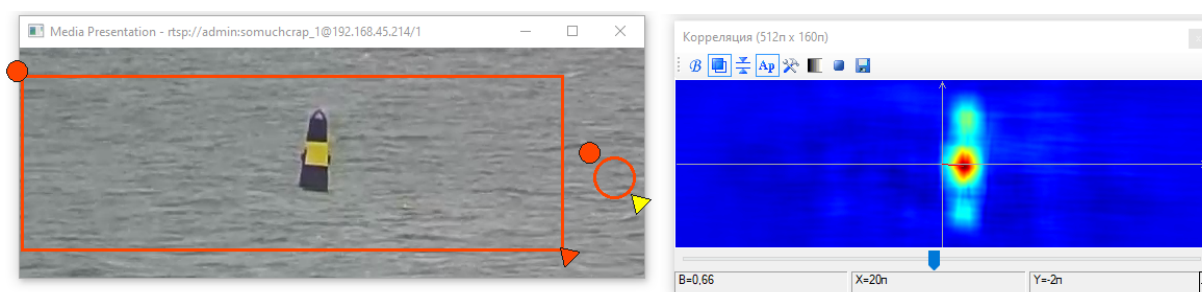 Media Presentation - rtsp://admin:somuchcrap_1@192.168.45.214/1
Корреляция (512п x 160п)
B
Ap
B=0,66
X=20п
Y=-2п